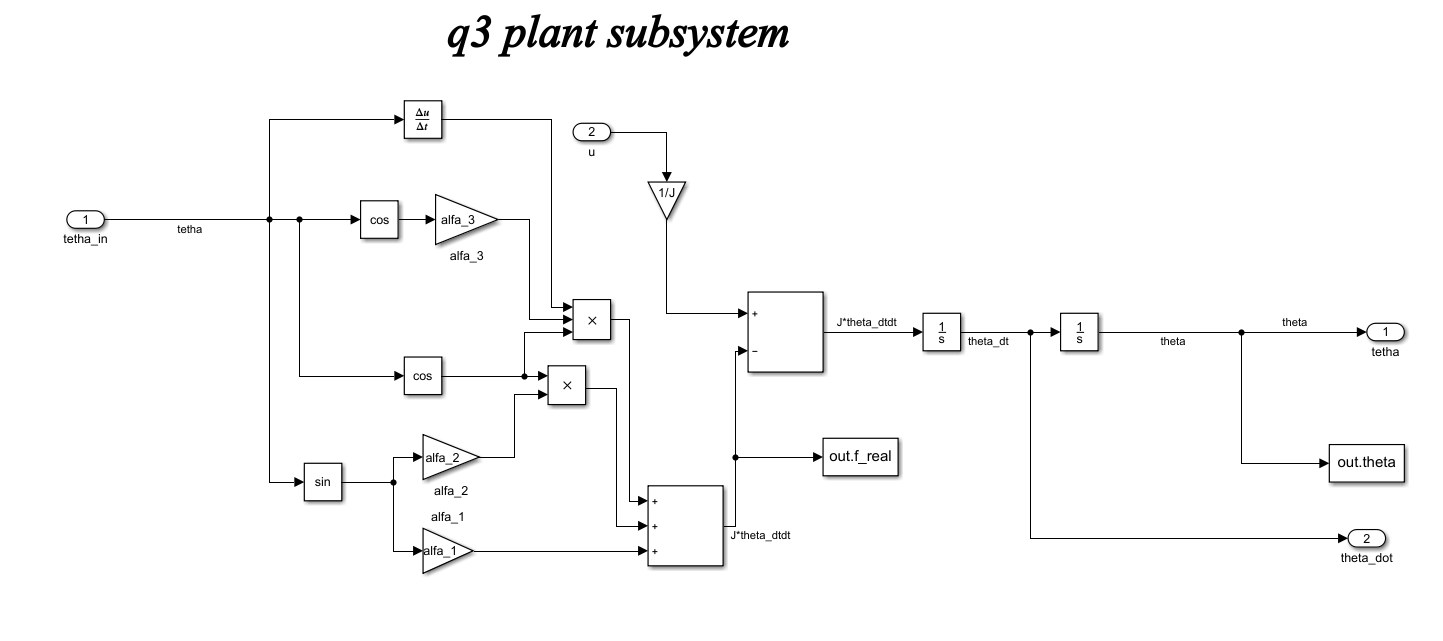 q3 plant subsystem
Δu
Δt
2
u
1/J
1
tetha_in
tetha
cos
alfa_3
alfa_3
×
+
−
J*theta_dtdt
1
s
theta_dt
1
s
theta
theta
1
tetha
cos
×
sin
alfa_2
alfa_2
out.f_real
out.theta
alfa_1
alfa_1
+
+
+
J*theta_dtdt
2
theta_dot